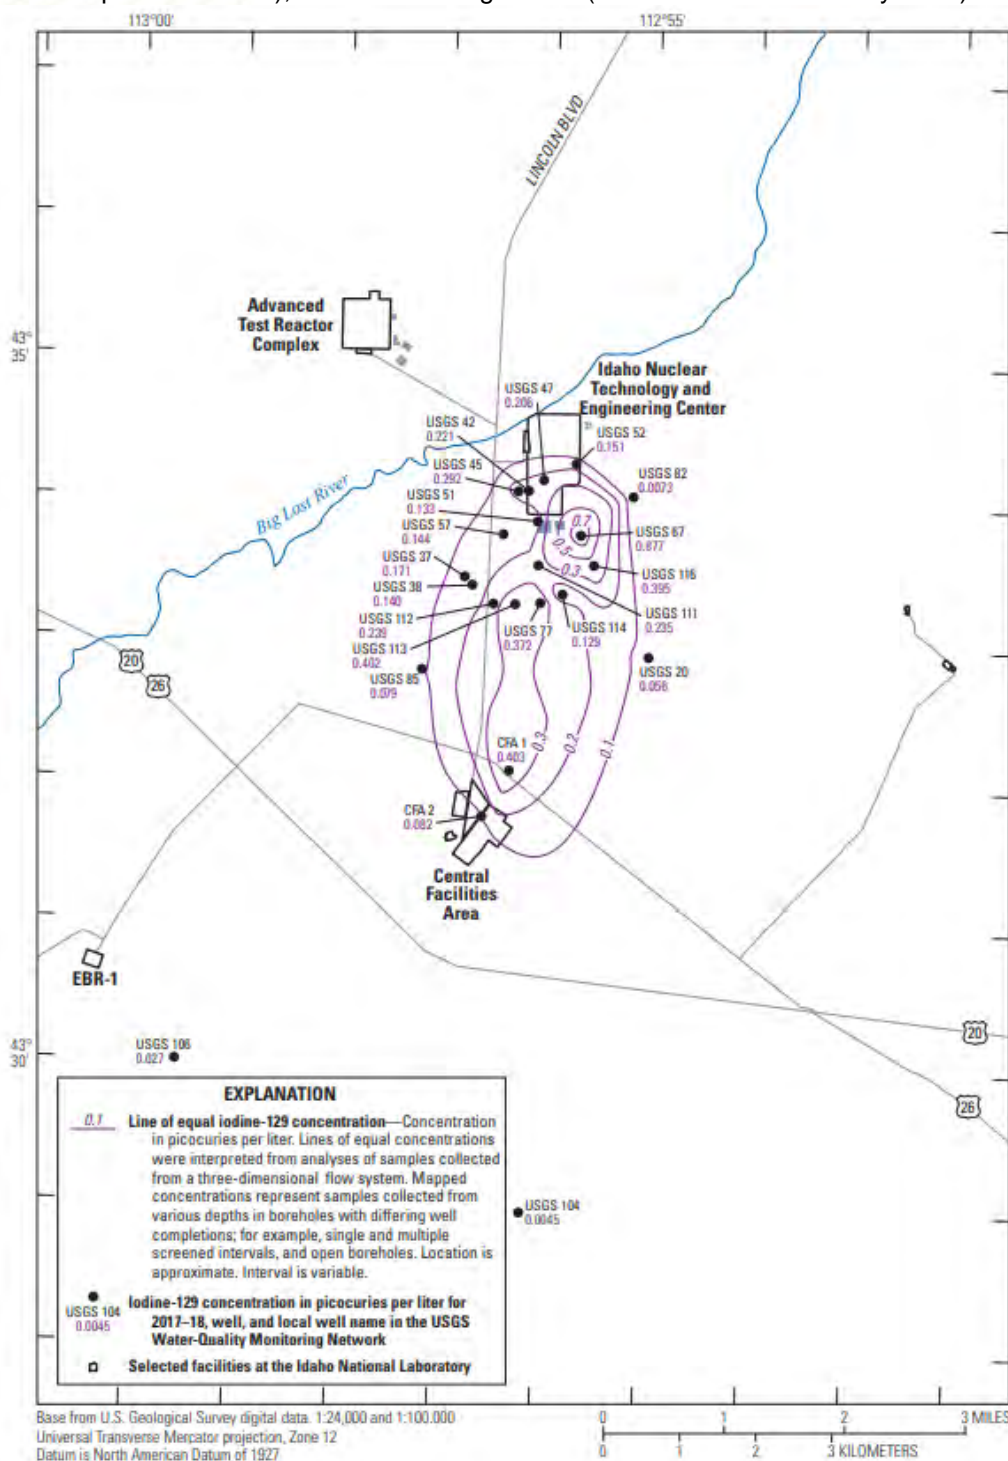 113°00'
112°55'
LINCOLN BLVD
Advanced
Test Reactor
Complex
43°
35'
Idaho Nuclear
Technology and
Engineering Center
USGS 47
0.206
USGS 42
0.221
USGS 52
0.151
USGS 45
0.292
USGS 82
0.0073
USGS 51
0.133
Big Lost River
USGS 57
0.144
0.7
USGS 67
0.877
0.5
USGS 37
0.171
0.3
USGS 116
0.395
USGS 38
0.140
USGS 112
0.239
USGS 77
0.372
USGS 114
0.129
USGS 111
0.235
USGS 113
0.402
USGS 85
0.079
USGS 20
0.056
20
26
CFA 1
0.403
0.3
0.2
0.1
CFA 2
0.082
Central
Facilities
Area
EBR-1
20
26
43°
30'
USGS 106
0.027
USGS 104
0.0045
EXPLANATION
0.1
Line of equal iodine-129 concentration—Concentration
in picocuries per liter. Lines of equal concentrations
were interpreted from analyses of samples collected
from a three-dimensional flow system. Mapped
concentrations represent samples collected from
various depths in boreholes with differing well
completions; for example, single and multiple
screened intervals, and open boreholes. Location is
approximate. Interval is variable.
USGS 104
0.0045
Iodine-129 concentration in picocuries per liter for
2017–18, well, and local well name in the USGS
Water-Quality Monitoring Network
Selected facilities at the Idaho National Laboratory
Base from U.S. Geological Survey digital data. 1:24,000 and 1:100.000
Universal Transverse Mercator projection, Zone 12
Datum is North American Datum of 1927
0 1 2 3 MILES
0 1 2 3 KILOMETERS